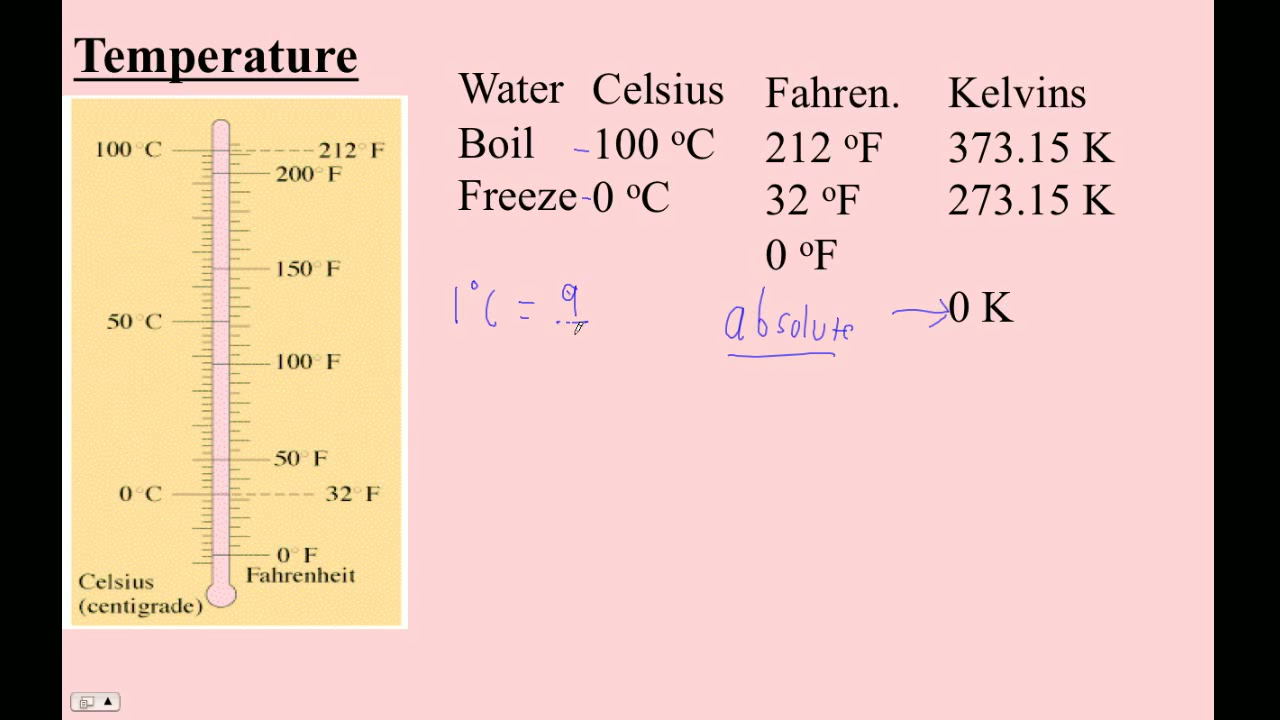 Temperature
Water Celsius Fahren. Kelvins
Boil -100 °C 212 °F 373.15 K
Freeze -0 °C 32 °F 273.15 K
0 °F
1°C = 9
absolute → 0 K
100 °C 212 °F
200 °F
150 °F
50 °C
100 °F
50 °F
0 °C 32 °F
0 °F
Celsius (centigrade)
Fahrenheit